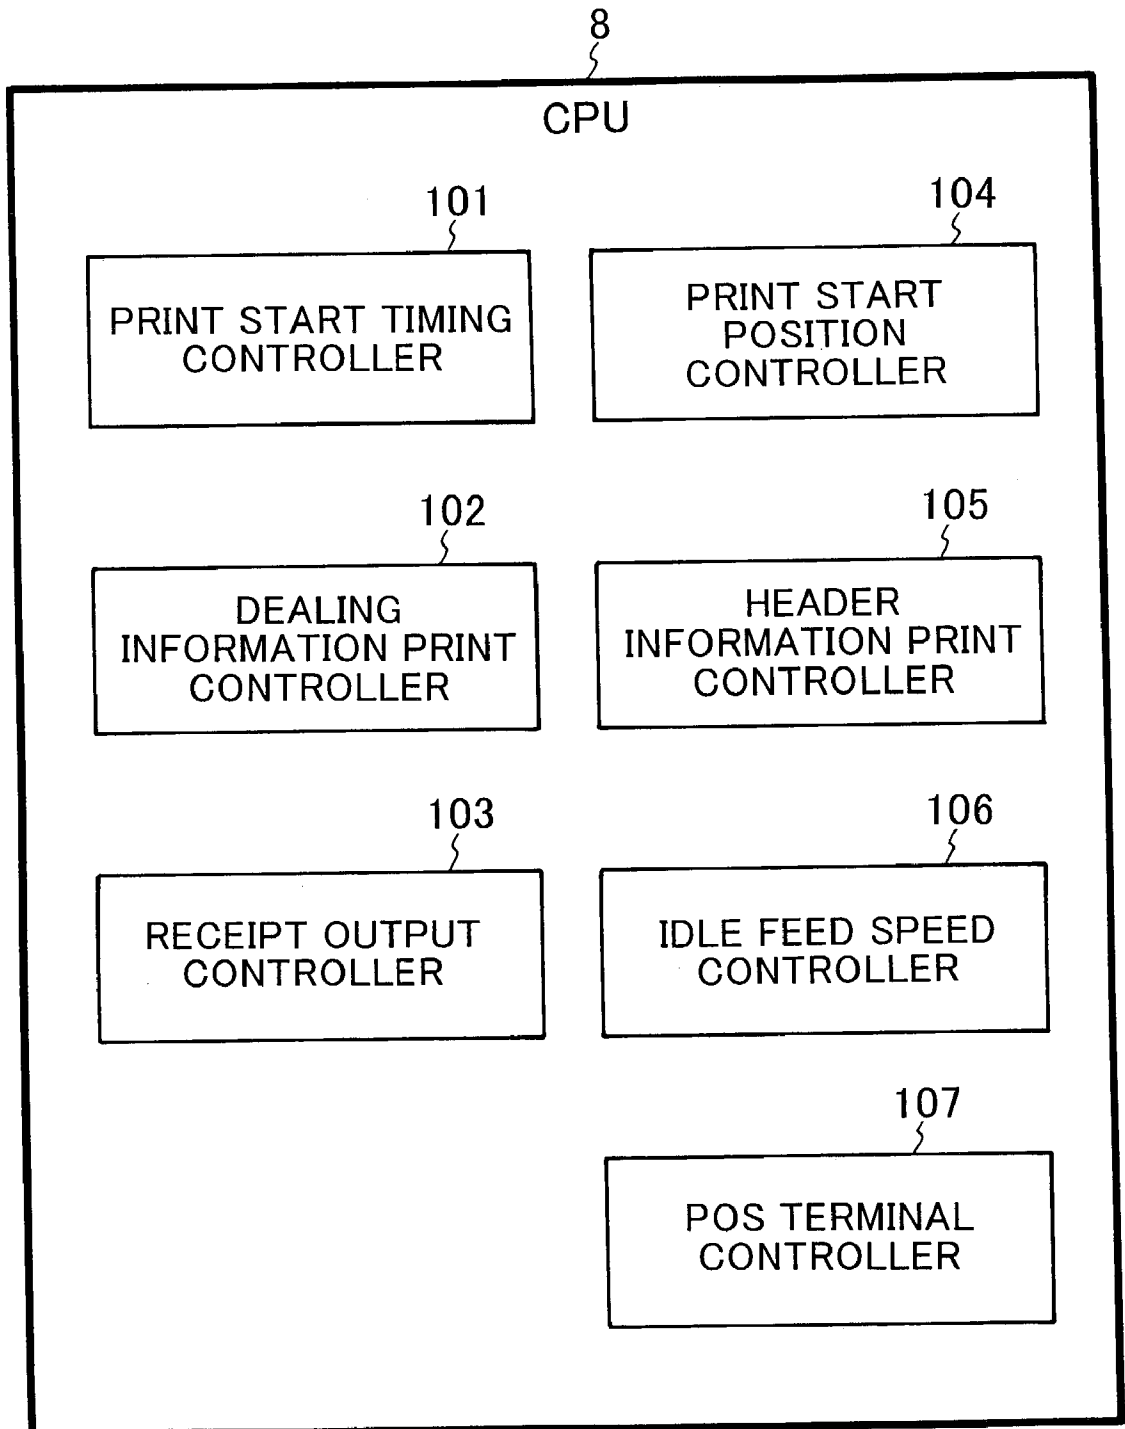 8
CPU
101
PRINT START TIMING
CONTROLLER
104
PRINT START
POSITION
CONTROLLER
102
DEALING
INFORMATION PRINT
CONTROLLER
105
HEADER
INFORMATION PRINT
CONTROLLER
103
RECEIPT OUTPUT
CONTROLLER
106
IDLE FEED SPEED
CONTROLLER
107
POS TERMINAL
CONTROLLER